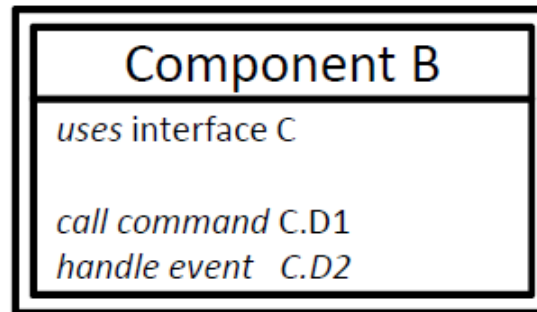 Component B
uses interface C
call command C.D1
handle event C.D2